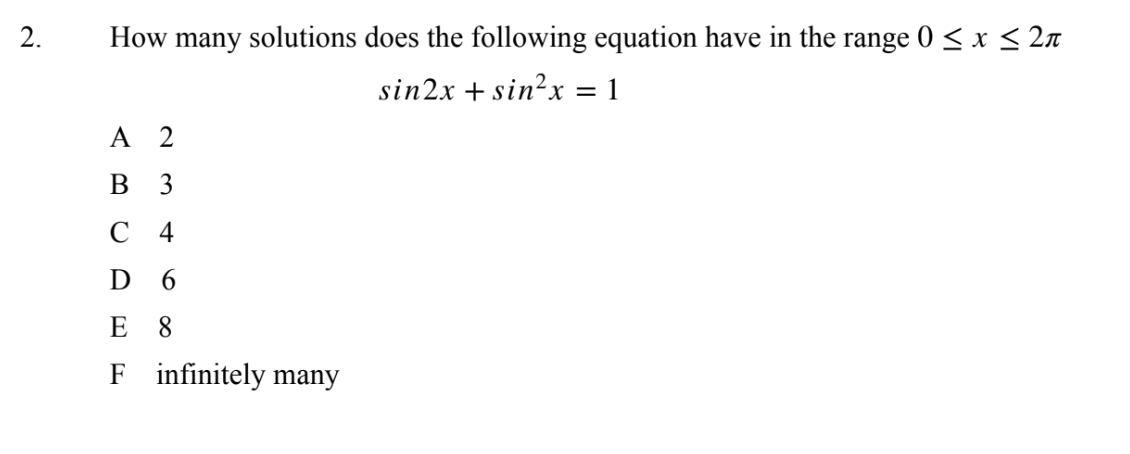 2. How many solutions does the following equation have in the range 0 ≤ x ≤ 2π
sin2x + sin²x = 1
A 2
B 3
C 4
D 6
E 8
F infinitely many